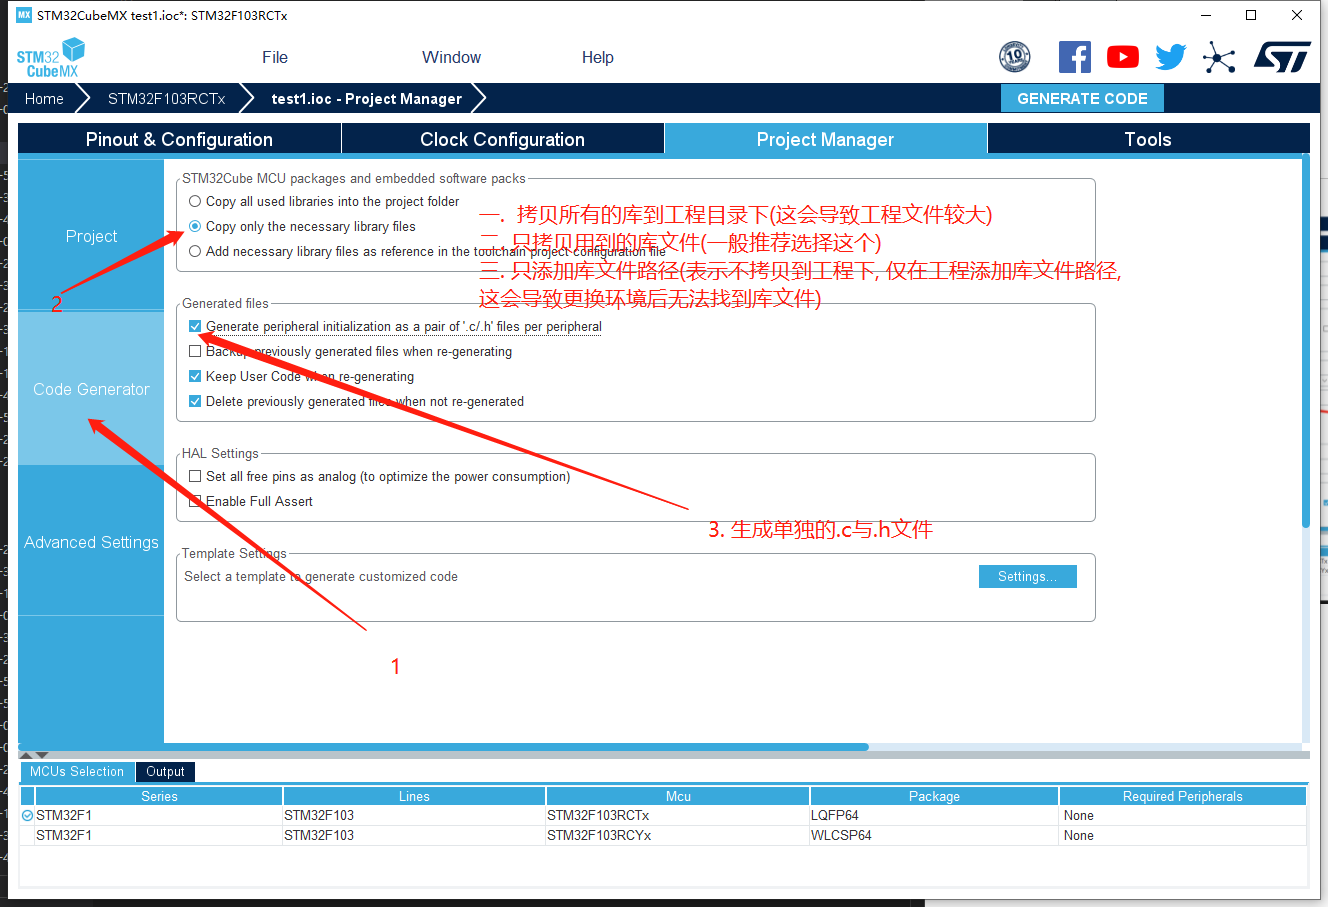 MX STM32CubeMX test1.ioc*: STM32F103RCTx
STM32
CubeMX
File Window Help
10
Home STM32F103RCTx test1.ioc - Project Manager GENERATE CODE
Pinout & Configuration Clock Configuration Project Manager Tools
Project
Code Generator
Advanced Settings
STM32Cube MCU packages and embedded software packs
Copy all used libraries into the project folder
Copy only the necessary library files
Add necessary library files as reference in the toolchain project configuration file
一. 拷贝所有的库到工程目录下(这会导致工程文件较大)
二. 只拷贝用到的库文件(一般推荐选择这个)
三. 只添加库文件路径(表示不拷贝到工程下, 仅在工程添加库文件路径,
这会导致更换环境后无法找到库文件)
2
Generated files
Generate peripheral initialization as a pair of '.c/.h' files per peripheral
Backup previously generated files when re-generating
Keep User Code when re-generating
Delete previously generated files when not re-generated
HAL Settings
Set all free pins as analog (to optimize the power consumption)
Enable Full Assert
3. 生成单独的.c与.h文件
Template Settings
Select a template to generate customized code
Settings...
1
MCUs Selection Output
Series Lines Mcu Package Required Peripherals
STM32F1 STM32F103 STM32F103RCTx LQFP64 None
STM32F1 STM32F103 STM32F103RCYx WLCSP64 None